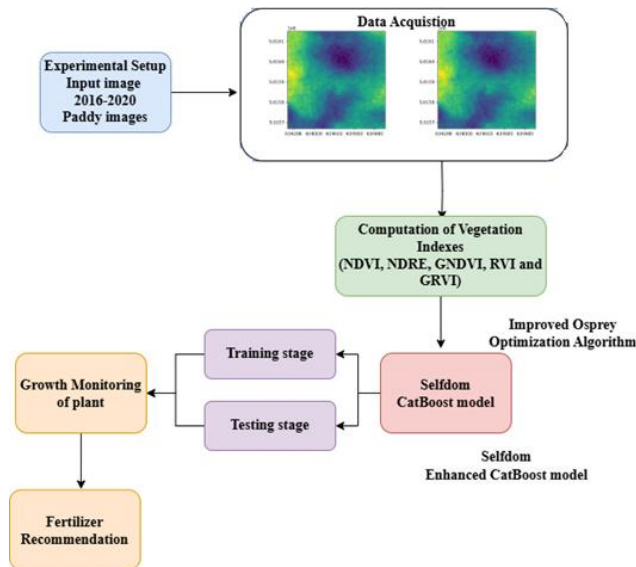 Data Acquistion
Experimental Setup
Input image
2016-2020
Paddy images
Computation of Vegetation
Indexes
(NDVI, NDRE, GNDVI, RVI and
GRVI)
Improved Osprey
Optimization Algorithm
Training stage
Growth Monitoring
of plant
Selfdom
CatBoost model
Testing stage
Selfdom
Enhanced CatBoost model
Fertilizer
Recommendation